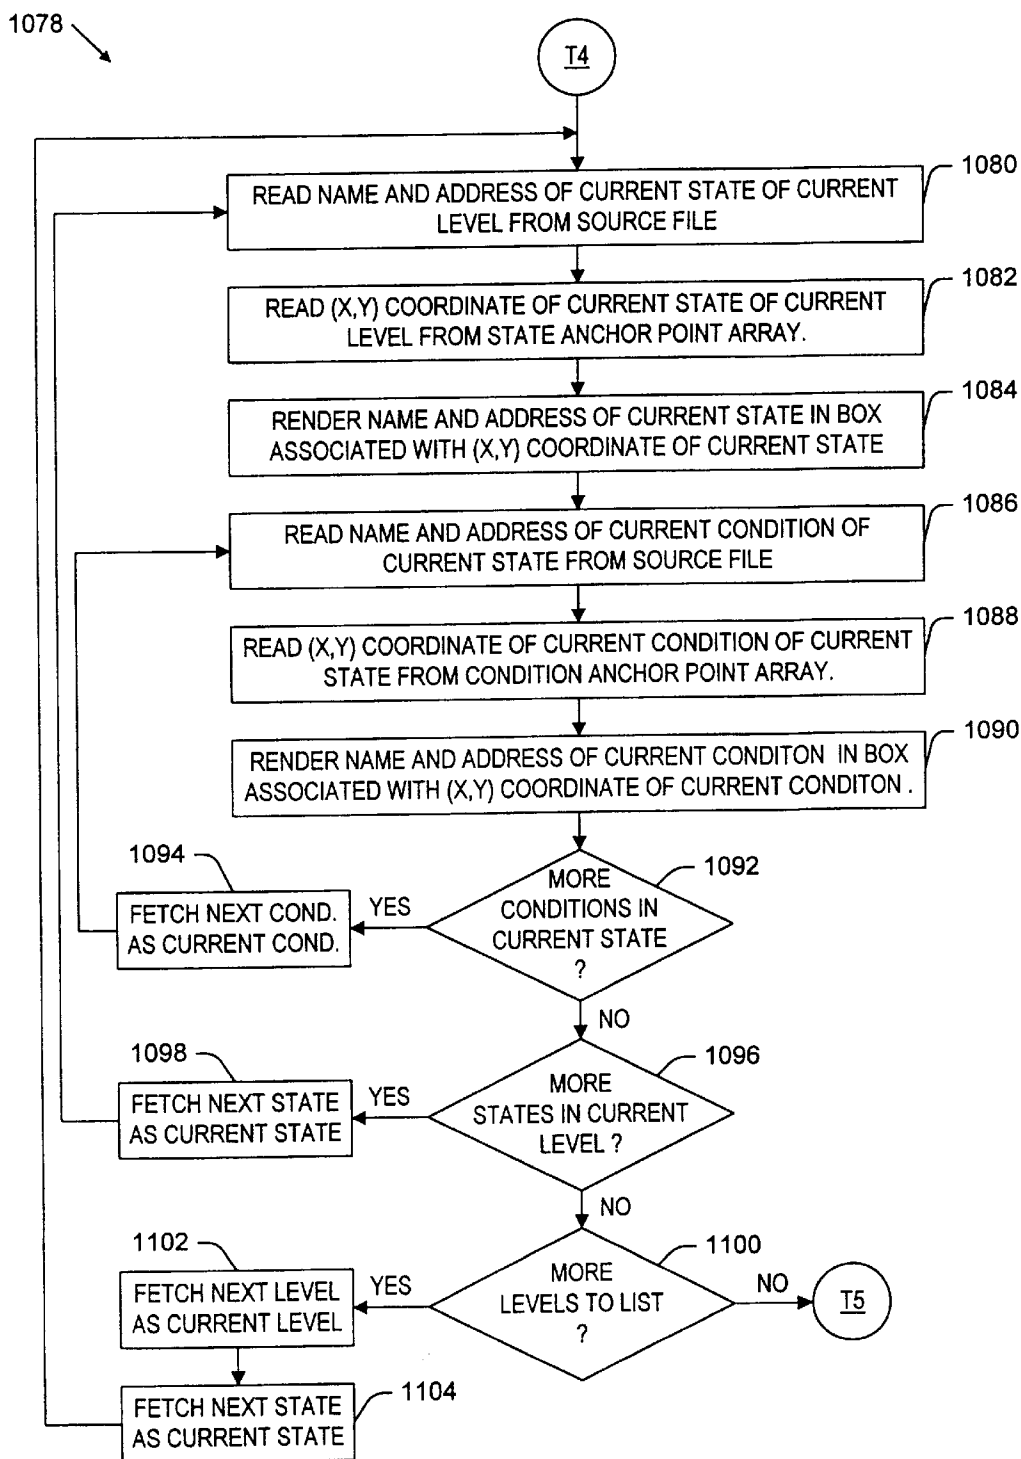 1078
T4
1080
READ NAME AND ADDRESS OF CURRENT STATE OF CURRENT
LEVEL FROM SOURCE FILE
1082
READ (X,Y) COORDINATE OF CURRENT STATE OF CURRENT
LEVEL FROM STATE ANCHOR POINT ARRAY.
1084
RENDER NAME AND ADDRESS OF CURRENT STATE IN BOX
ASSOCIATED WITH (X,Y) COORDINATE OF CURRENT STATE
1086
READ NAME AND ADDRESS OF CURRENT CONDITION OF
CURRENT STATE FROM SOURCE FILE
1088
READ (X,Y) COORDINATE OF CURRENT CONDITION OF CURRENT
STATE FROM CONDITION ANCHOR POINT ARRAY.
1090
RENDER NAME AND ADDRESS OF CURRENT CONDITON IN BOX
ASSOCIATED WITH (X,Y) COORDINATE OF CURRENT CONDITON .
1092
MORE
CONDITIONS IN
CURRENT STATE
?
YES
1094
FETCH NEXT COND.
AS CURRENT COND.
NO
1096
MORE
STATES IN CURRENT
LEVEL ?
YES
1098
FETCH NEXT STATE
AS CURRENT STATE
NO
1100
MORE
LEVELS TO LIST
?
NO
T5
YES
1102
FETCH NEXT LEVEL
AS CURRENT LEVEL
1104
FETCH NEXT STATE
AS CURRENT STATE